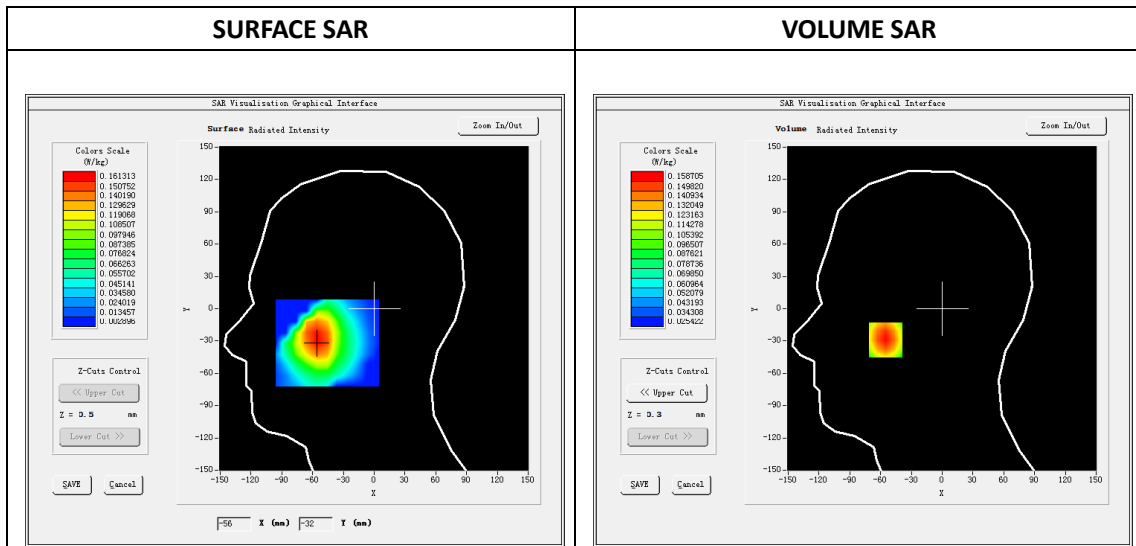 SURFACE SAR
VOLUME SAR
SAR Visualisation Graphical Interface
Surface Radiated Intensity
Zoom In/Out
Colors Scale
(W/kg)
0.161313
0.150752
0.140190
0.129629
0.119068
0.108507
0.097946
0.087385
0.076824
0.066263
0.055702
0.045141
0.034580
0.024019
0.013457
0.002896
150
120
90
60
30
0
-30
-60
-90
-120
-150
Y
-150 -120 -90 -60 -30 0 30 60 90 120 150
X
Z-Cuts Control
<< Upper Cut
Z = 0.5 mm
Lower Cut >>
SAVE Cancel
-56 X (mm) -32 Y (mm)
SAR Visualisation Graphical Interface
Volume Radiated Intensity
Zoom In/Out
Colors Scale
(W/kg)
0.158705
0.149820
0.140934
0.132049
0.123163
0.114278
0.105392
0.096507
0.087621
0.078736
0.069850
0.060964
0.052079
0.043193
0.034308
0.025422
150
120
90
60
30
0
-30
-60
-90
-120
-150
Y
-150 -120 -90 -60 -30 0 30 60 90 120 150
X
Z-Cuts Control
<< Upper Cut
Z = 0.3 mm
Lower Cut >>
SAVE Cancel